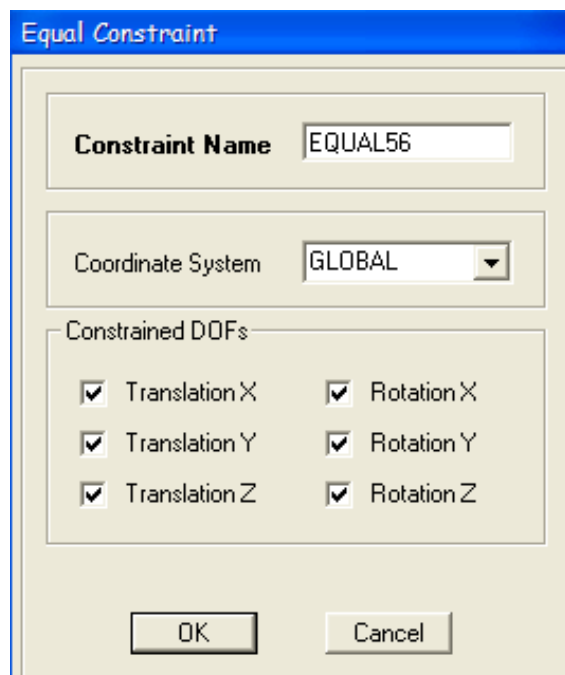 Equal Constraint
Constraint Name EQUAL56
Coordinate System GLOBAL
Constrained DOFs
Translation X Rotation X
Translation Y Rotation Y
Translation Z Rotation Z
OK Cancel